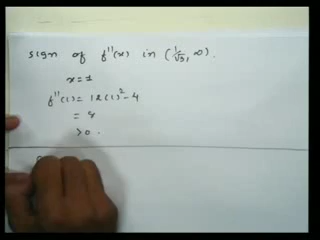 sign of f''(x) in (1/√3, ∞).
x=1
f''(1) = 12(1)² - 4
= 8
>0.